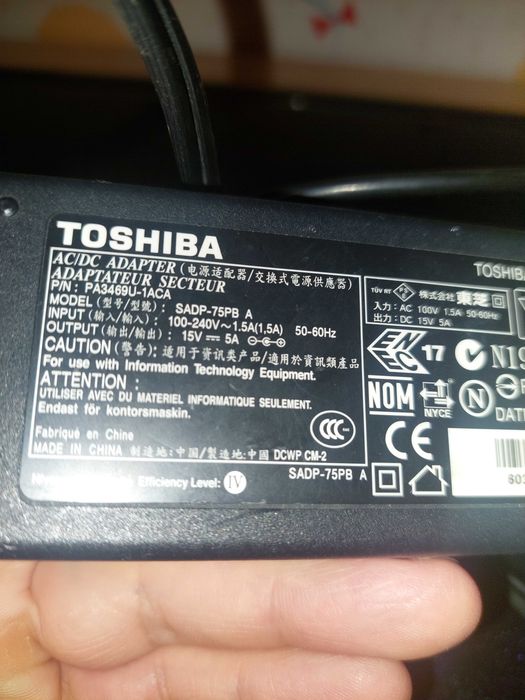 TOSHIBA
AC/DC ADAPTER (电源适配器/交換式電源供應器)
ADAPTATEUR SECTEUR
P/N: PA3469U-1ACA
MODEL (型号/型號): SADP-75PB A
INPUT (输入/輸入): 100-240V~1.5A(1,5A) 50-60Hz
OUTPUT (输出/輸出): 15V 5A
CAUTION (警告): 适用于资讯类产品/適用於資訊類產品
For use with Information Technology Equipment.
ATTENTION :
UTILISER AVEC DU MATERIEL INFORMATIQUE SEULEMENT.
Endast för kontorsmaskin.
Fabriqué en Chine
MADE IN CHINA 制造地:中国/製造地:中國 DCWP CM-2
SADP-75PB A
Efficiency Level: IV
CCC
TOSHIB
TÜV RT PSE 株式会社 東芝
入力: AC 100V 1.5A 50-60Hz
出力: DC 15V 5A
17 N
NOM NYCE N
DAT
CE